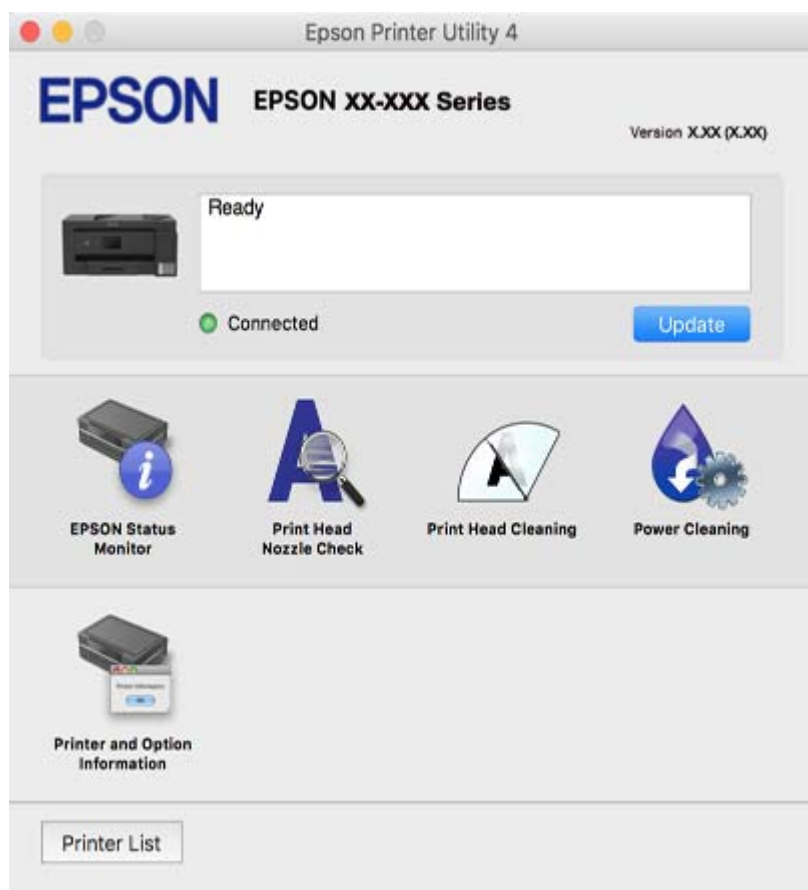 Epson Printer Utility 4
EPSON
EPSON XX-XXX Series
Version X.XX (X.XX)
Ready
Connected
Update
EPSON Status
Monitor
Print Head
Nozzle Check
Print Head Cleaning
Power Cleaning
Printer and Option
Information
Printer List